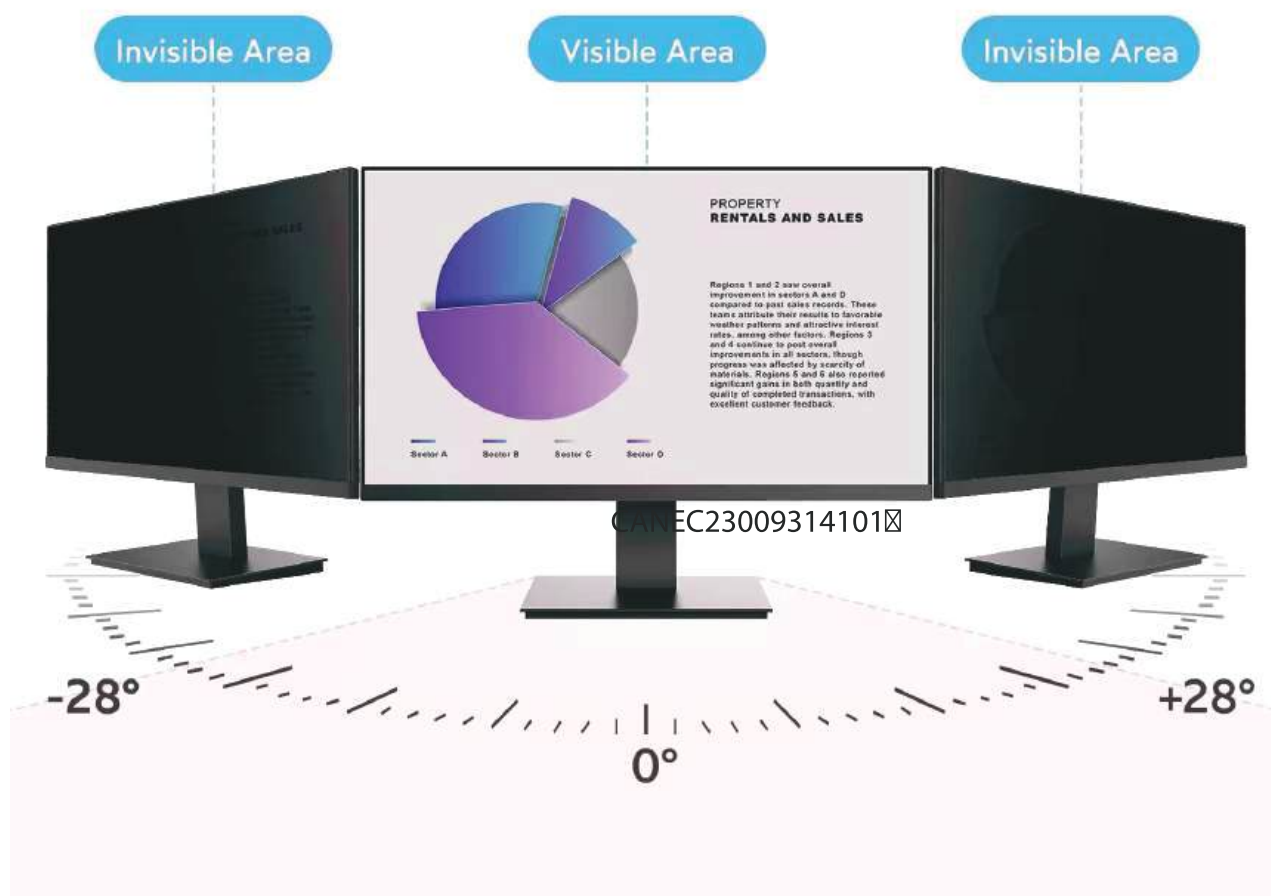 Invisible Area
Visible Area
Invisible Area
PROPERTY
RENTALS AND SALES
Regions 1 and 2 saw overall
improvement in sectors A and D
compared to past sales records. These
teams attribute their results to favorable
weather patterns and attractive interest
rates, among other factors. Regions 3
and 4 continue to post overall
improvements in all sectors, though
progress was affected by scarcity of
materials. Regions 5 and 6 also reported
significant gains in both quantity and
quality of completed transactions, with
excellent customer feedback.
Sector A
Sector B
Sector C
Sector D
CANEC23009314101
-28°
+28°
0°